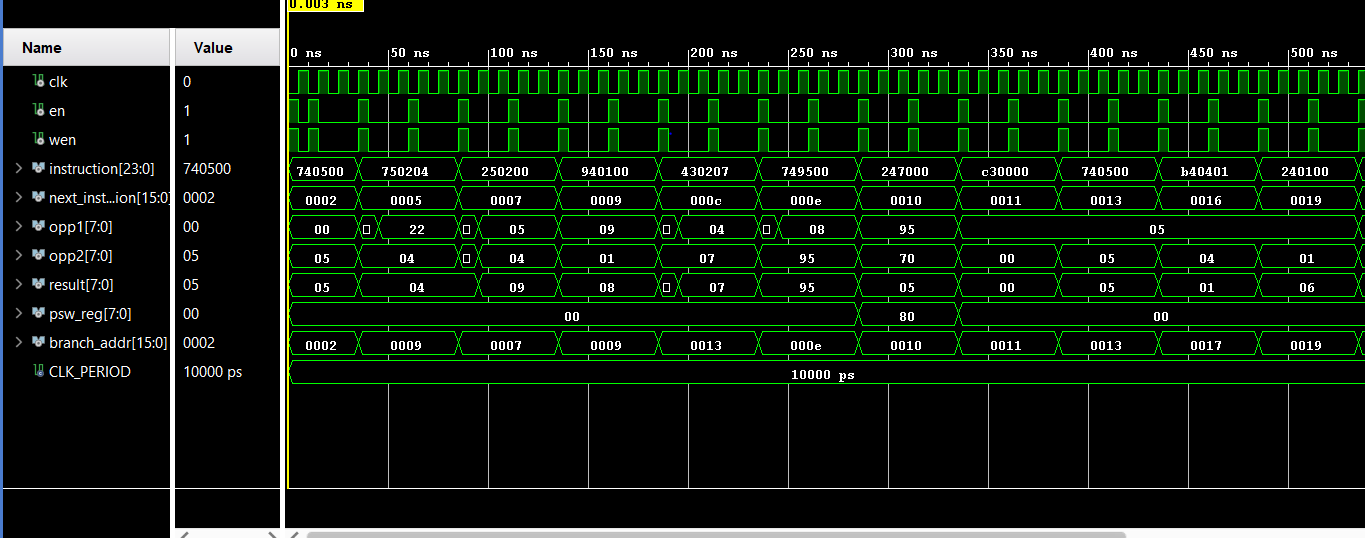 0.003 ns
Name Value
0 ns 50 ns 100 ns 150 ns 200 ns 250 ns 300 ns 350 ns 400 ns 450 ns 500 ns
clk 0
en 1
wen 1
instruction[23:0] 740500 740500 750204 250200 940100 430207 749500 247000 c30000 740500 b40401 240100
next_inst...ion[15:0] 0002 0002 0005 0007 0009 000c 000e 0010 0011 0013 0016 0019
opp1[7:0] 00 00 22 05 09 04 08 95 05
opp2[7:0] 05 05 04 04 01 07 95 70 00 05 04 01
result[7:0] 05 05 04 09 08 07 95 05 00 05 01 06
psw_reg[7:0] 00 00 80 00
branch_addr[15:0] 0002 0002 0009 0007 0009 0013 000e 0010 0011 0013 0017 0019
CLK_PERIOD 10000 ps 10000 ps